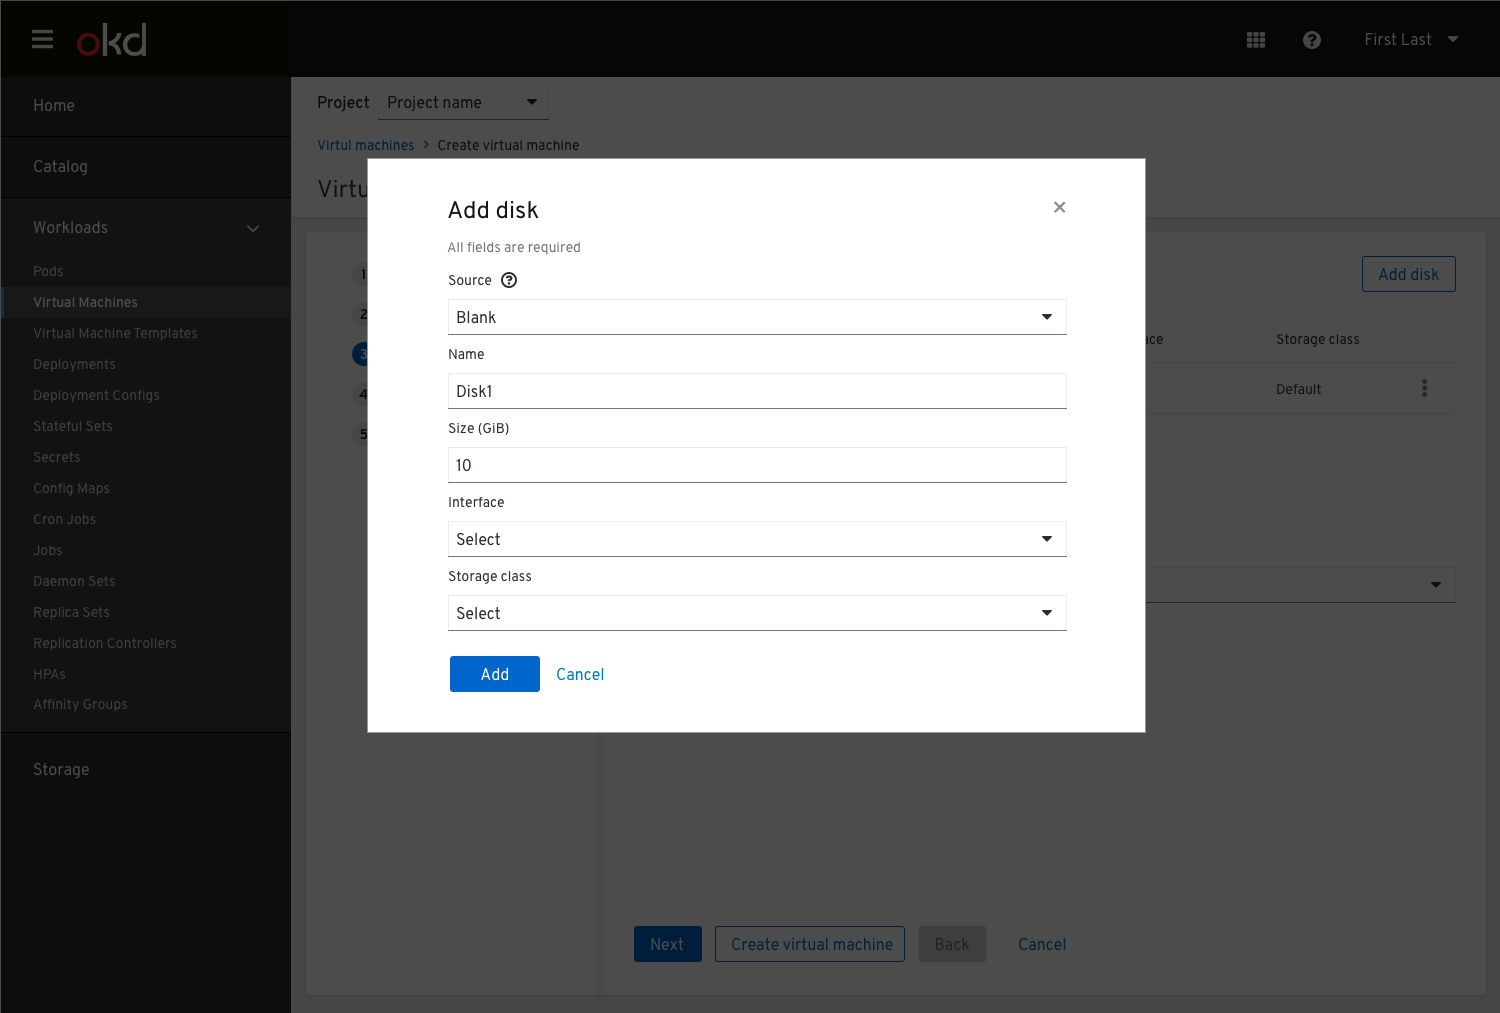 okd
First Last
Home
Catalog
Workloads
Pods
Virtual Machines
Virtual Machine Templates
Deployments
Deployment Configs
Stateful Sets
Secrets
Config Maps
Cron Jobs
Jobs
Daemon Sets
Replica Sets
Replication Controllers
HPAs
Affinity Groups
Storage
Project Project name
Virtul machines > Create virtual machine
Virtu
1
2
3
4
5
Add disk
ce Storage class
Default
Add disk
×
All fields are required
Source ?
Blank
Name
Disk1
Size (GiB)
10
Interface
Select
Storage class
Select
Add Cancel
Next Create virtual machine Back Cancel